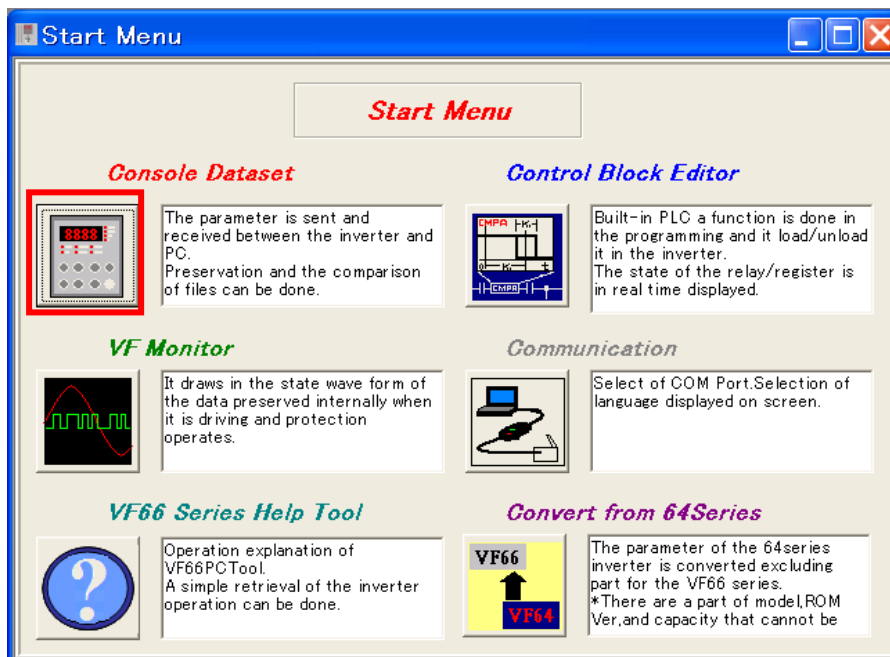 Start Menu
Start Menu
Console Dataset
The parameter is sent and
received between the inverter and
PC.
Preservation and the comparison
of files can be done.
Control Block Editor
CMPA
CMPA
Built-in PLC a function is done in
the programming and it load/unload
it in the inverter.
The state of the relay/register is
in real time displayed.
VF Monitor
It draws in the state wave form of
the data preserved internally when
it is driving and protection
operates.
Communication
Select of COM Port.Selection of
language displayed on screen.
VF66 Series Help Tool
?
Operation explanation of
VF66PCTool.
A simple retrieval of the inverter
operation can be done.
Convert from 64Series
VF66
VF64
The parameter of the 64series
inverter is converted excluding
part for the VF66 series.
*There are a part of model,ROM
Ver,and capacity that cannot be